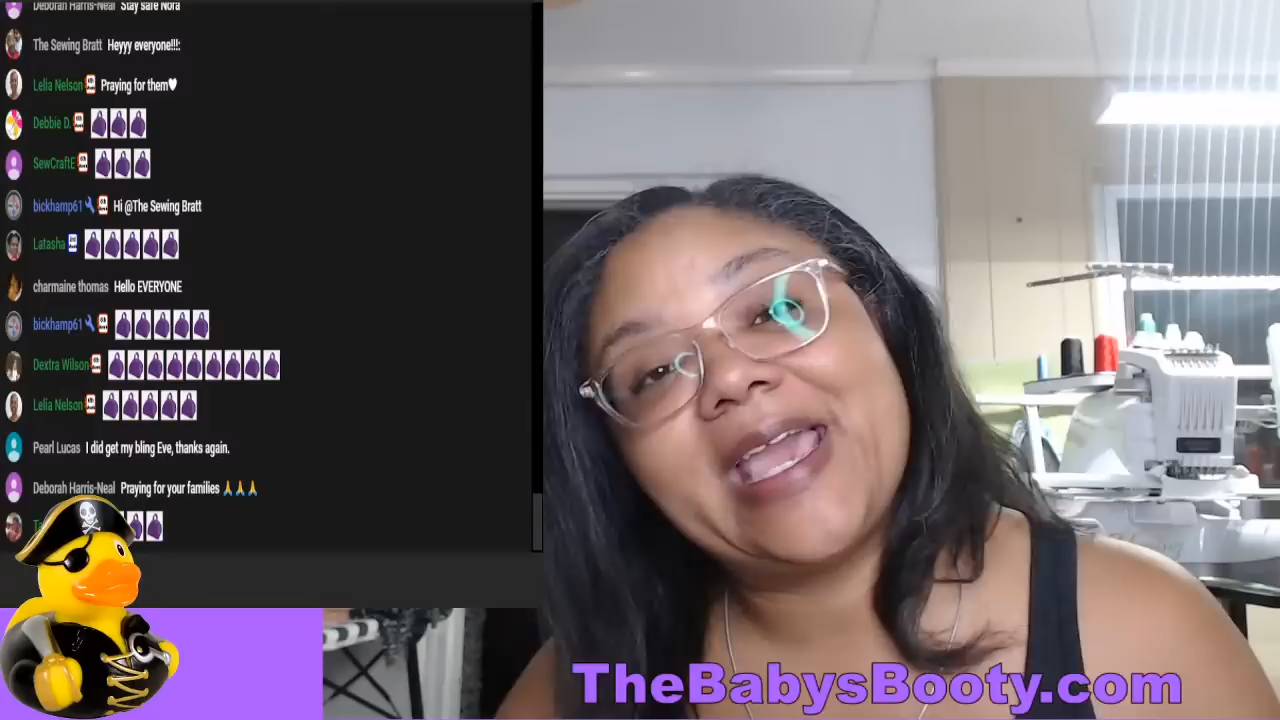 Deborah Harris-Neal Stay safe Nora
The Sewing Bratt Heyyy everyone!!!:
Lelia Nelson Praying for them
Debbie D.
SewCraftE
bickhamp61 Hi @The Sewing Bratt
Latasha
charmaine thomas Hello EVERYONE
bickhamp61
Dextra Wilson
Lelia Nelson
Pearl Lucas I did get my bling Eve, thanks again.
Deborah Harris-Neal Praying for your families 🙏🙏🙏
TheBabysBooty.com